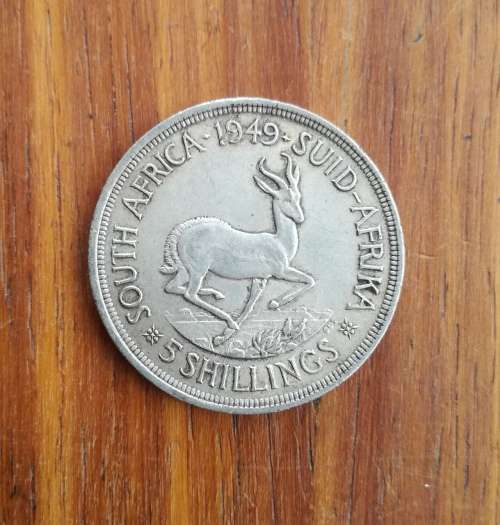 SOUTH AFRICA · 1949 · SUID-AFRIKA
5 SHILLINGS